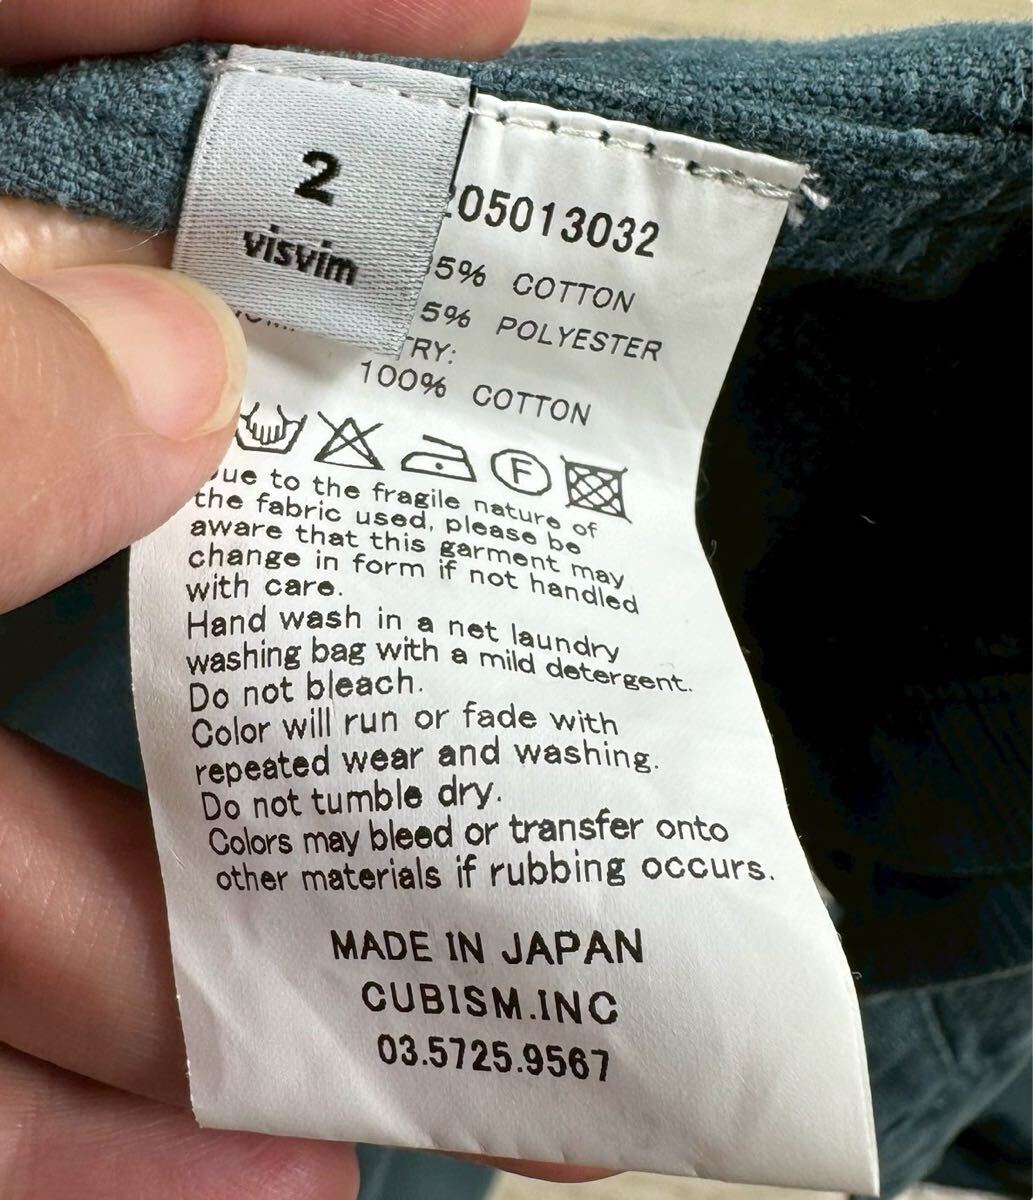 2
visvim
205013032
5% COTTON
5% POLYESTER
TRY:
100% COTTON
F
Due to the fragile nature of
the fabric used, please be
aware that this garment may
change in form if not handled
with care.
Hand wash in a net laundry
washing bag with a mild detergent.
Do not bleach.
Color will run or fade with
repeated wear and washing.
Do not tumble dry.
Colors may bleed or transfer onto
other materials if rubbing occurs.
MADE IN JAPAN
CUBISM.INC
03.5725.9567